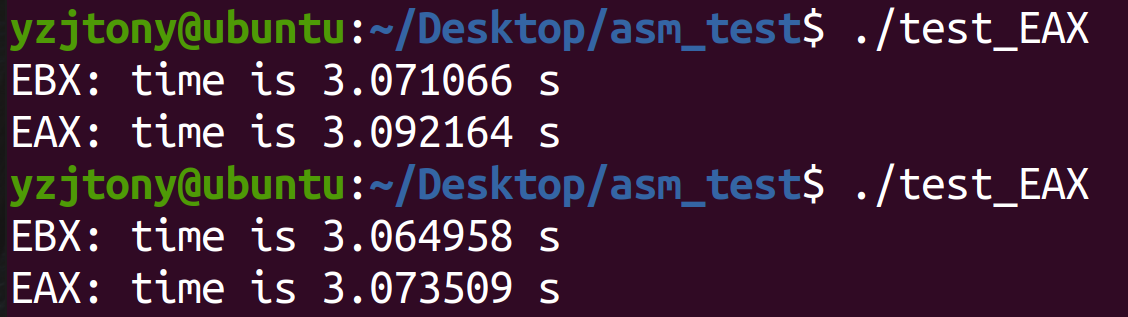 yzjtony@ubuntu:~/Desktop/asm_test$ ./test_EAX
EBX: time is 3.071066 s
EAX: time is 3.092164 s
yzjtony@ubuntu:~/Desktop/asm_test$ ./test_EAX
EBX: time is 3.064958 s
EAX: time is 3.073509 s